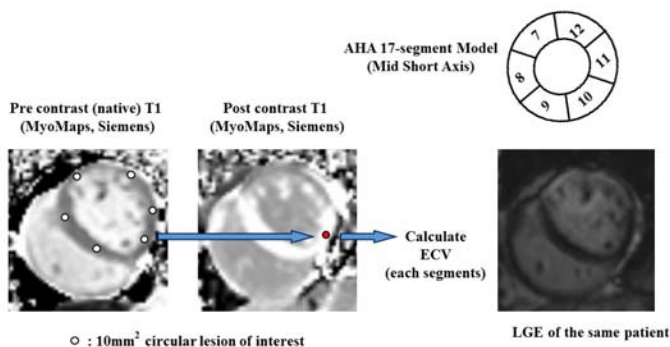 AHA 17-segment Model
(Mid Short Axis)
7
12
8
11
9
10
Pre contrast (native) T1
(MyoMaps, Siemens)
Post contrast T1
(MyoMaps, Siemens)
Calculate
ECV
(each segments)
: 10mm² circular lesion of interest
LGE of the same patient